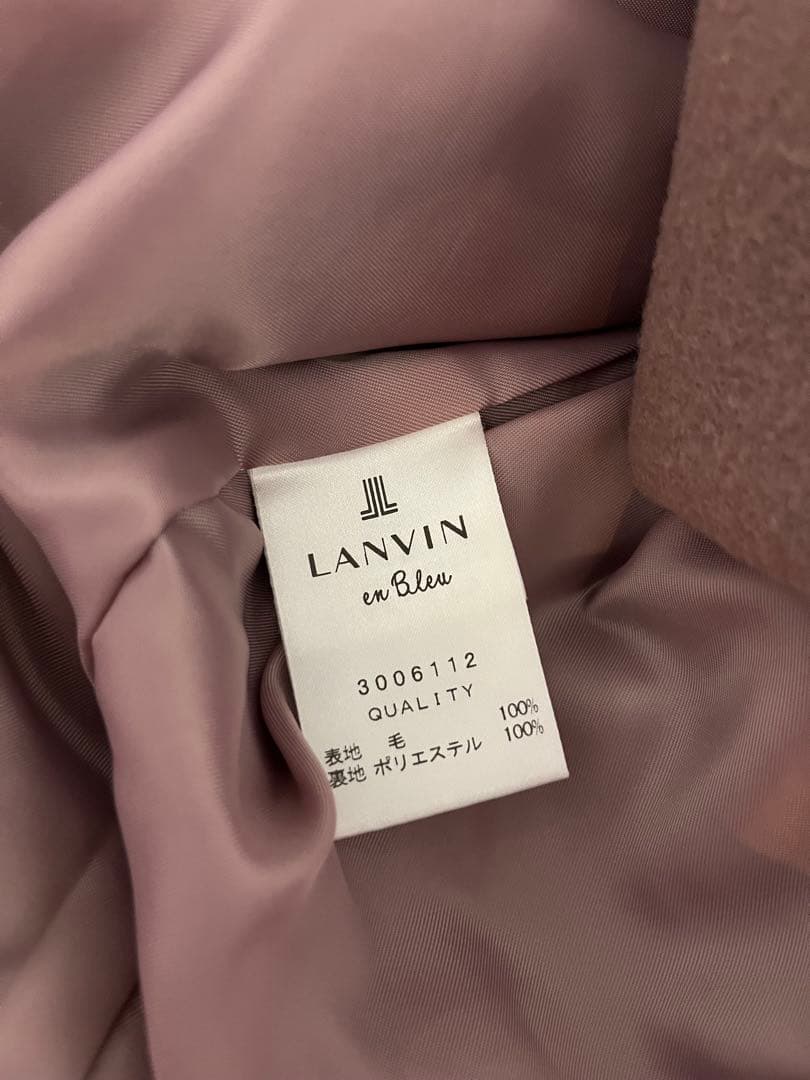 LANVIN
en Bleu
3006112
QUALITY
表地 毛 100%
裏地 ポリエステル 100%